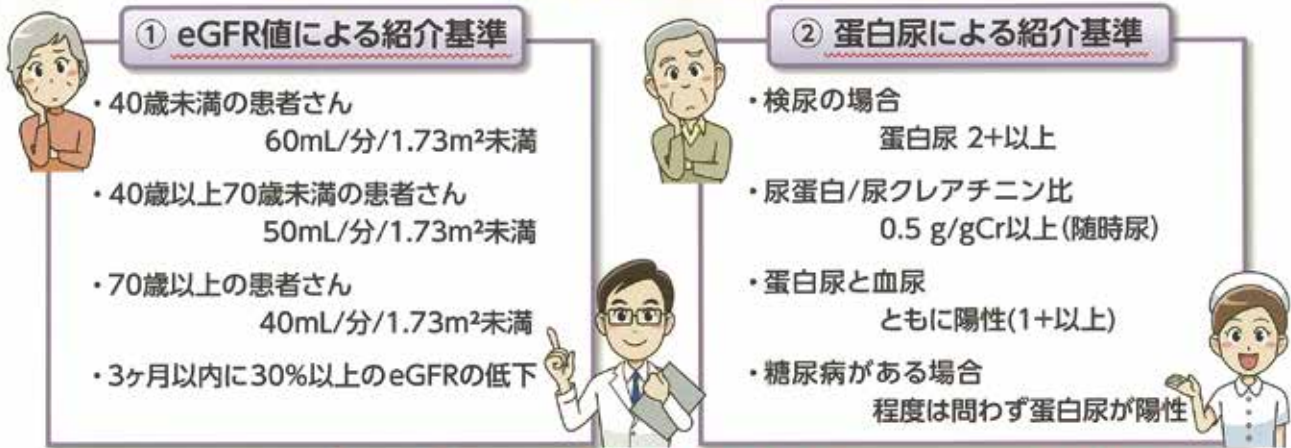 ① eGFR値による紹介基準
・40歳未満の患者さん
60mL/分/1.73m²未満
・40歳以上70歳未満の患者さん
50mL/分/1.73m²未満
・70歳以上の患者さん
40mL/分/1.73m²未満
・3ヶ月以内に30%以上のeGFRの低下
② 蛋白尿による紹介基準
・検尿の場合
蛋白尿 2+以上
・尿蛋白/尿クレアチニン比
0.5 g/gCr以上(随時尿)
・蛋白尿と血尿
ともに陽性(1+以上)
・糖尿病がある場合
程度は問わず蛋白尿が陽性